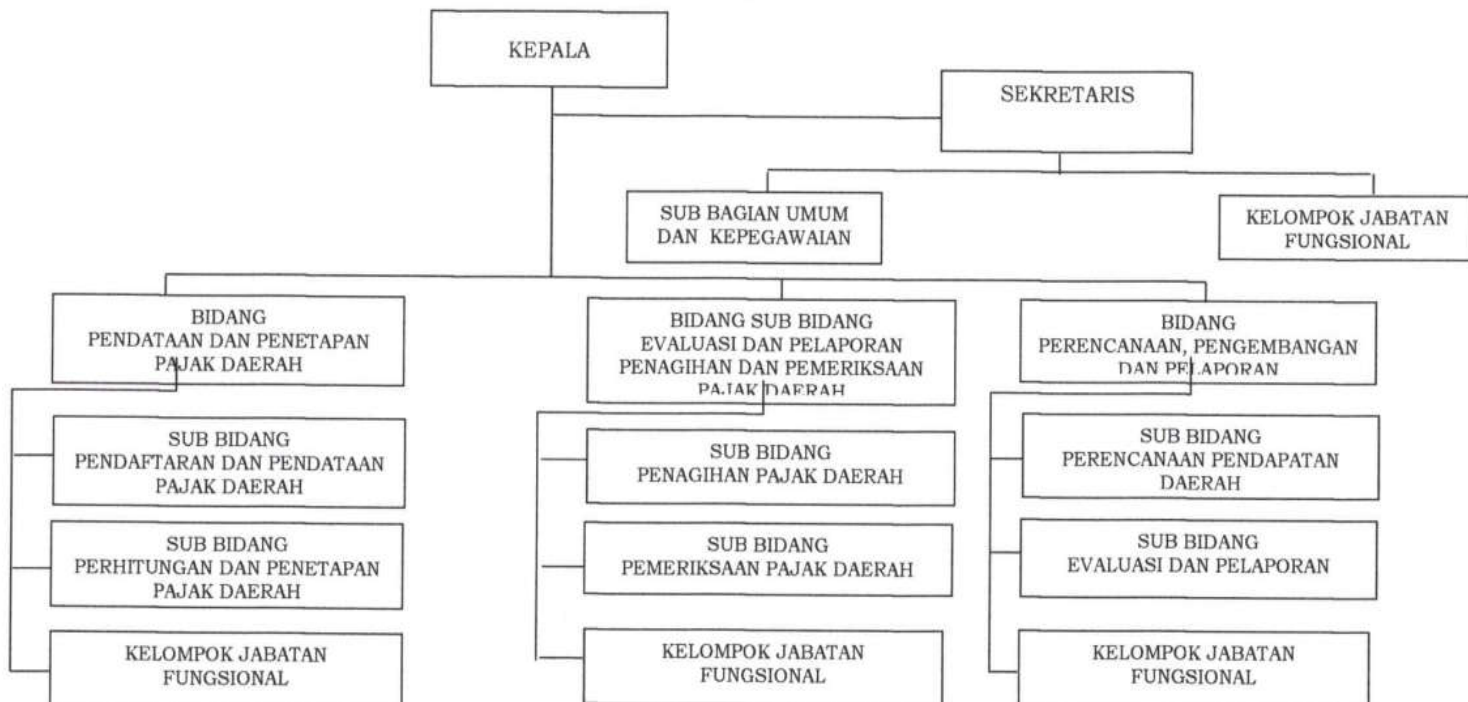 KEPALA
SEKRETARIS
SUB BAGIAN UMUM
DAN KEPEGAWAIAN
KELOMPOK JABATAN
FUNGSIONAL
BIDANG
PENDATAAN DAN PENETAPAN
PAJAK DAERAH
BIDANG SUB BIDANG
EVALUASI DAN PELAPORAN
PENAGIHAN DAN PEMERIKSAAN
PAJAK DAERAH
BIDANG
PERENCANAAN, PENGEMBANGAN
DAN PELAPORAN
SUB BIDANG
PENDAFTARAN DAN PENDATAAN
PAJAK DAERAH
SUB BIDANG
PENAGIHAN PAJAK DAERAH
SUB BIDANG
PERENCANAAN PENDAPATAN
DAERAH
SUB BIDANG
PERHITUNGAN DAN PENETAPAN
PAJAK DAERAH
SUB BIDANG
PEMERIKSAAN PAJAK DAERAH
SUB BIDANG
EVALUASI DAN PELAPORAN
KELOMPOK JABATAN
FUNGSIONAL
KELOMPOK JABATAN
FUNGSIONAL
KELOMPOK JABATAN
FUNGSIONAL